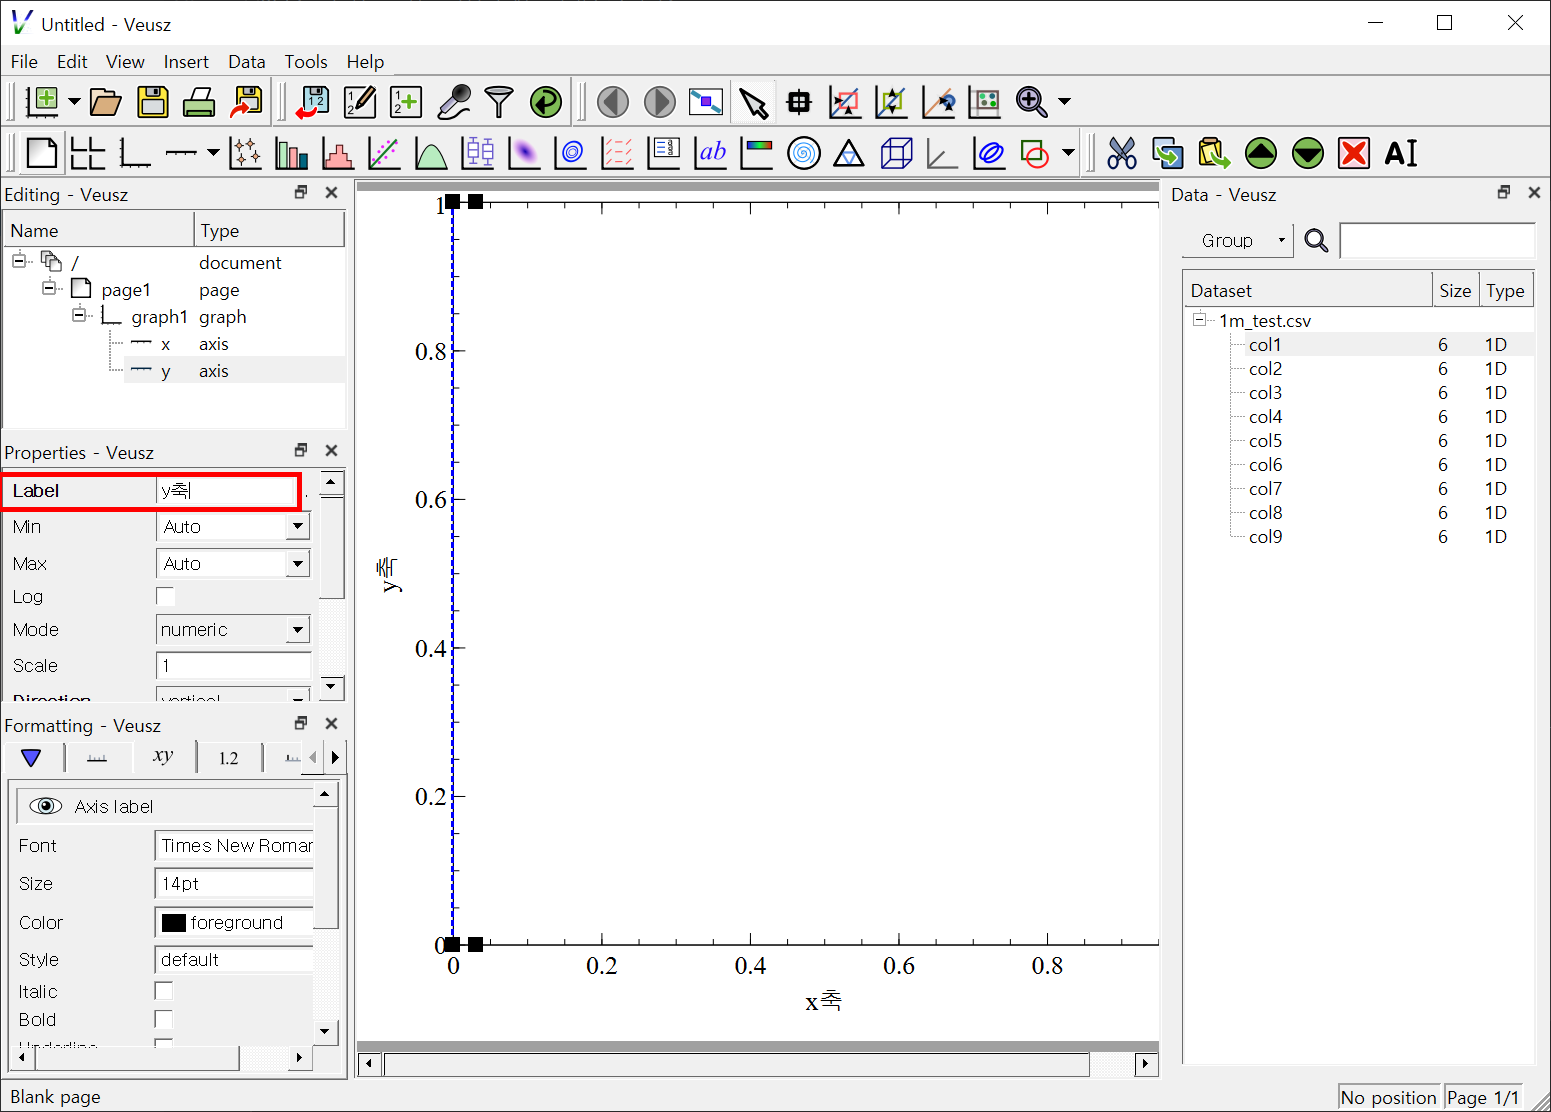 Untitled - Veusz
File Edit View Insert Data Tools Help
Editing - Veusz
Name Type
/ document
page1 page
graph1 graph
x axis
y axis
Properties - Veusz
Label y축
Min Auto
Max Auto
Log
Mode numeric
Scale 1
Direction vertical
Formatting - Veusz
xy 1.2
Axis label
Font Times New Roman
Size 14pt
Color foreground
Style default
Italic
Bold
Underline
1
0.8
0.6
0.4
0.2
0
y축
0 0.2 0.4 0.6 0.8
x축
Data - Veusz
Group
Dataset Size Type
1m_test.csv
col1 6 1D
col2 6 1D
col3 6 1D
col4 6 1D
col5 6 1D
col6 6 1D
col7 6 1D
col8 6 1D
col9 6 1D
Blank page
No position Page 1/1